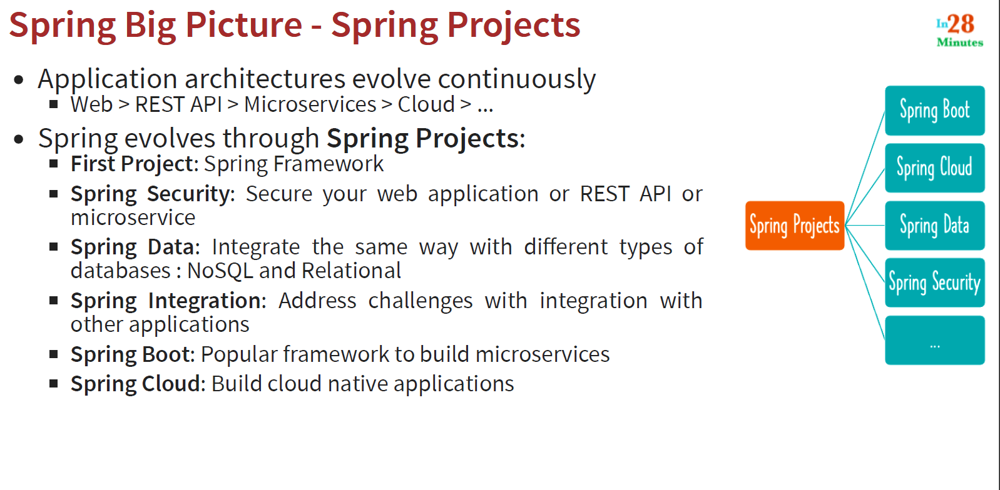 Spring Big Picture - Spring Projects
In28
Minutes
Application architectures evolve continuously
Web > REST API > Microservices > Cloud > ...
Spring evolves through Spring Projects:
First Project: Spring Framework
Spring Security: Secure your web application or REST API or
microservice
Spring Data: Integrate the same way with different types of
databases : NoSQL and Relational
Spring Integration: Address challenges with integration with
other applications
Spring Boot: Popular framework to build microservices
Spring Cloud: Build cloud native applications
Spring Projects
Spring Boot
Spring Cloud
Spring Data
Spring Security
...